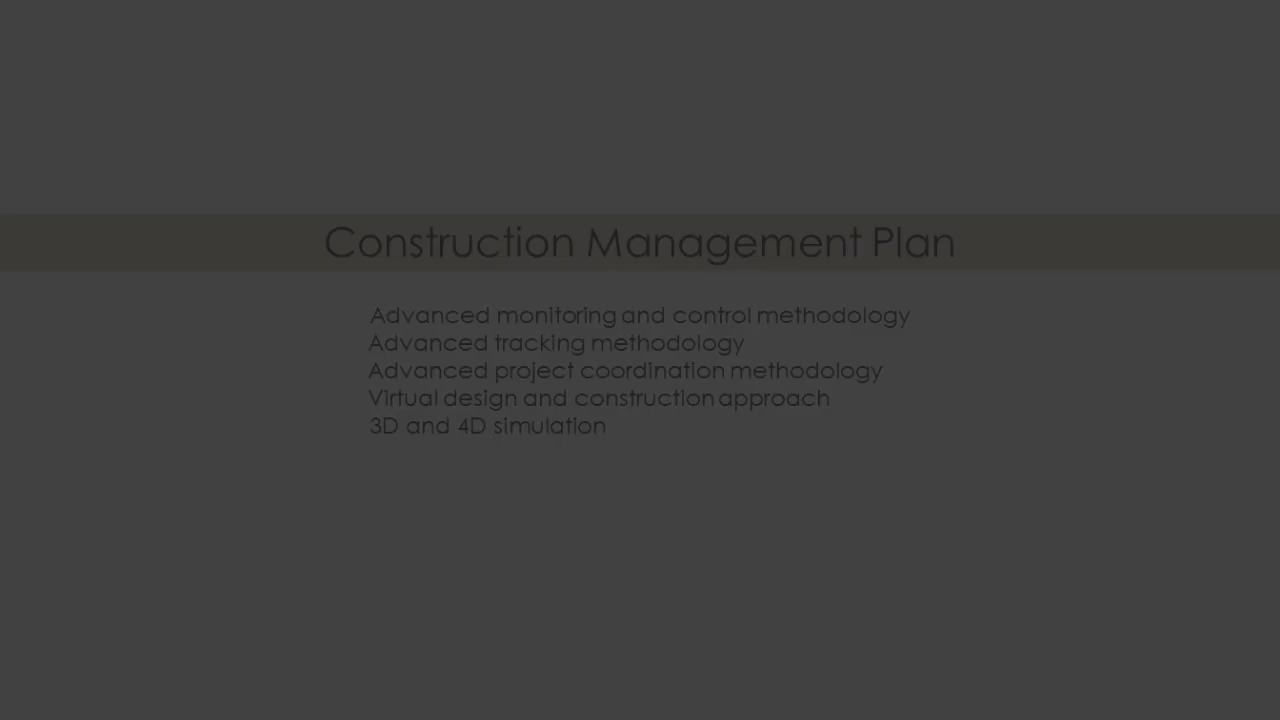 Construction Management Plan
Advanced monitoring and control methodology
Advanced tracking methodology
Advanced project coordination methodology
Virtual design and construction approach
3D and 4D simulation